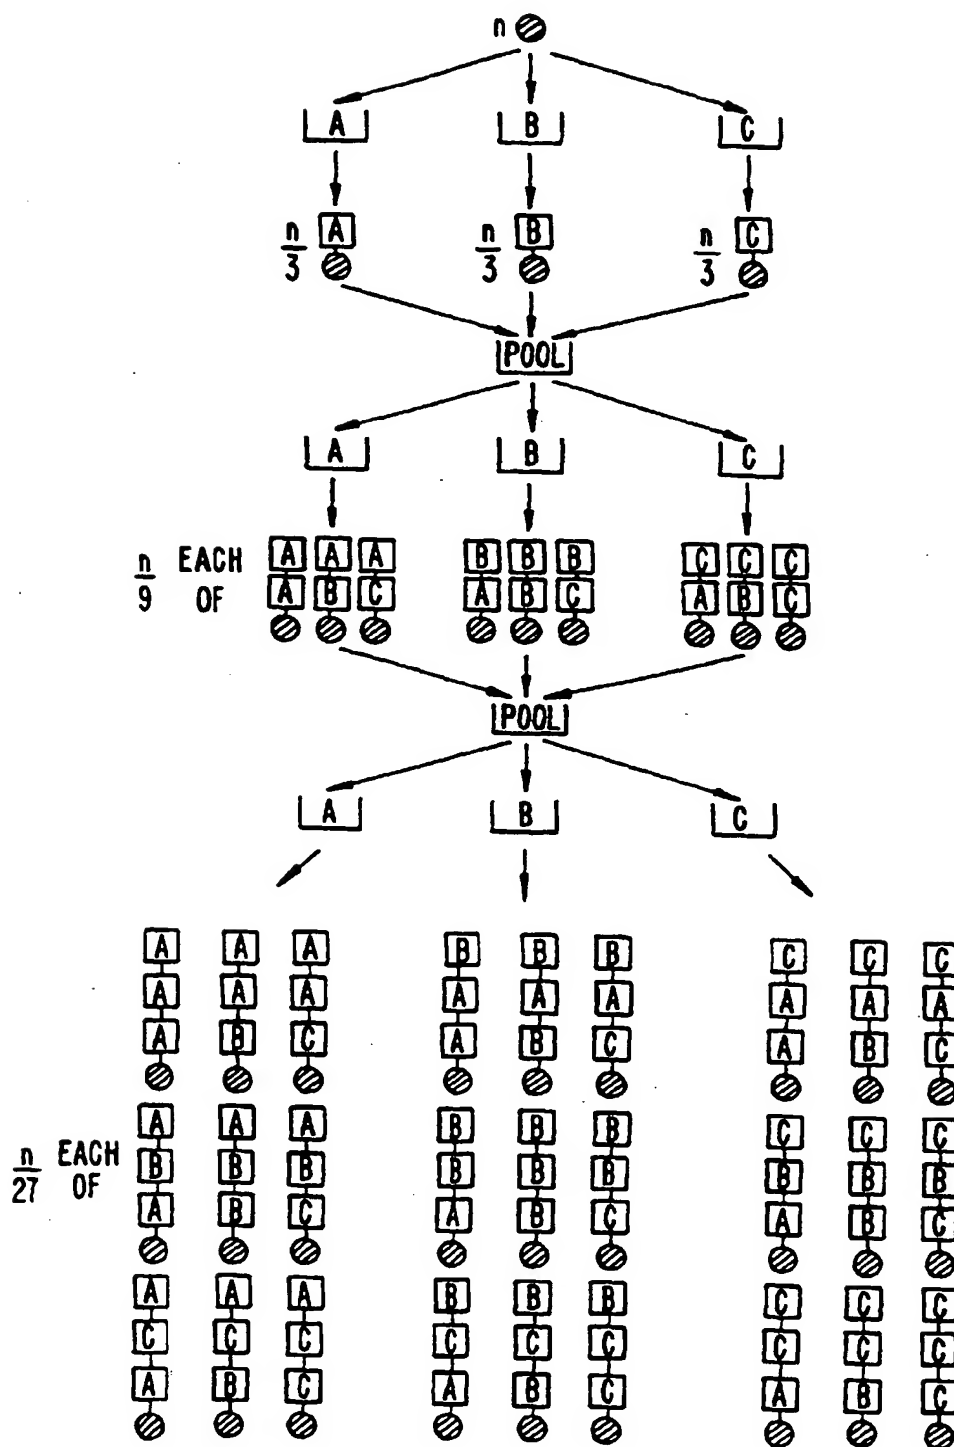 n
A B C
n/3 A n/3 B n/3 C
POOL
A B C
n/9 EACH OF
A A A B B B C C C
A B C A B C A B C
POOL
A B C
A A A B B B C C C
A A A A A A A A A
A B C A B C A B C
n/27 EACH OF
A A A B B B C C C
B B B B B B B B B
A B C A B C A B C
A A A B B B C C C
C C C C C C C C C
A B C A B C A B C